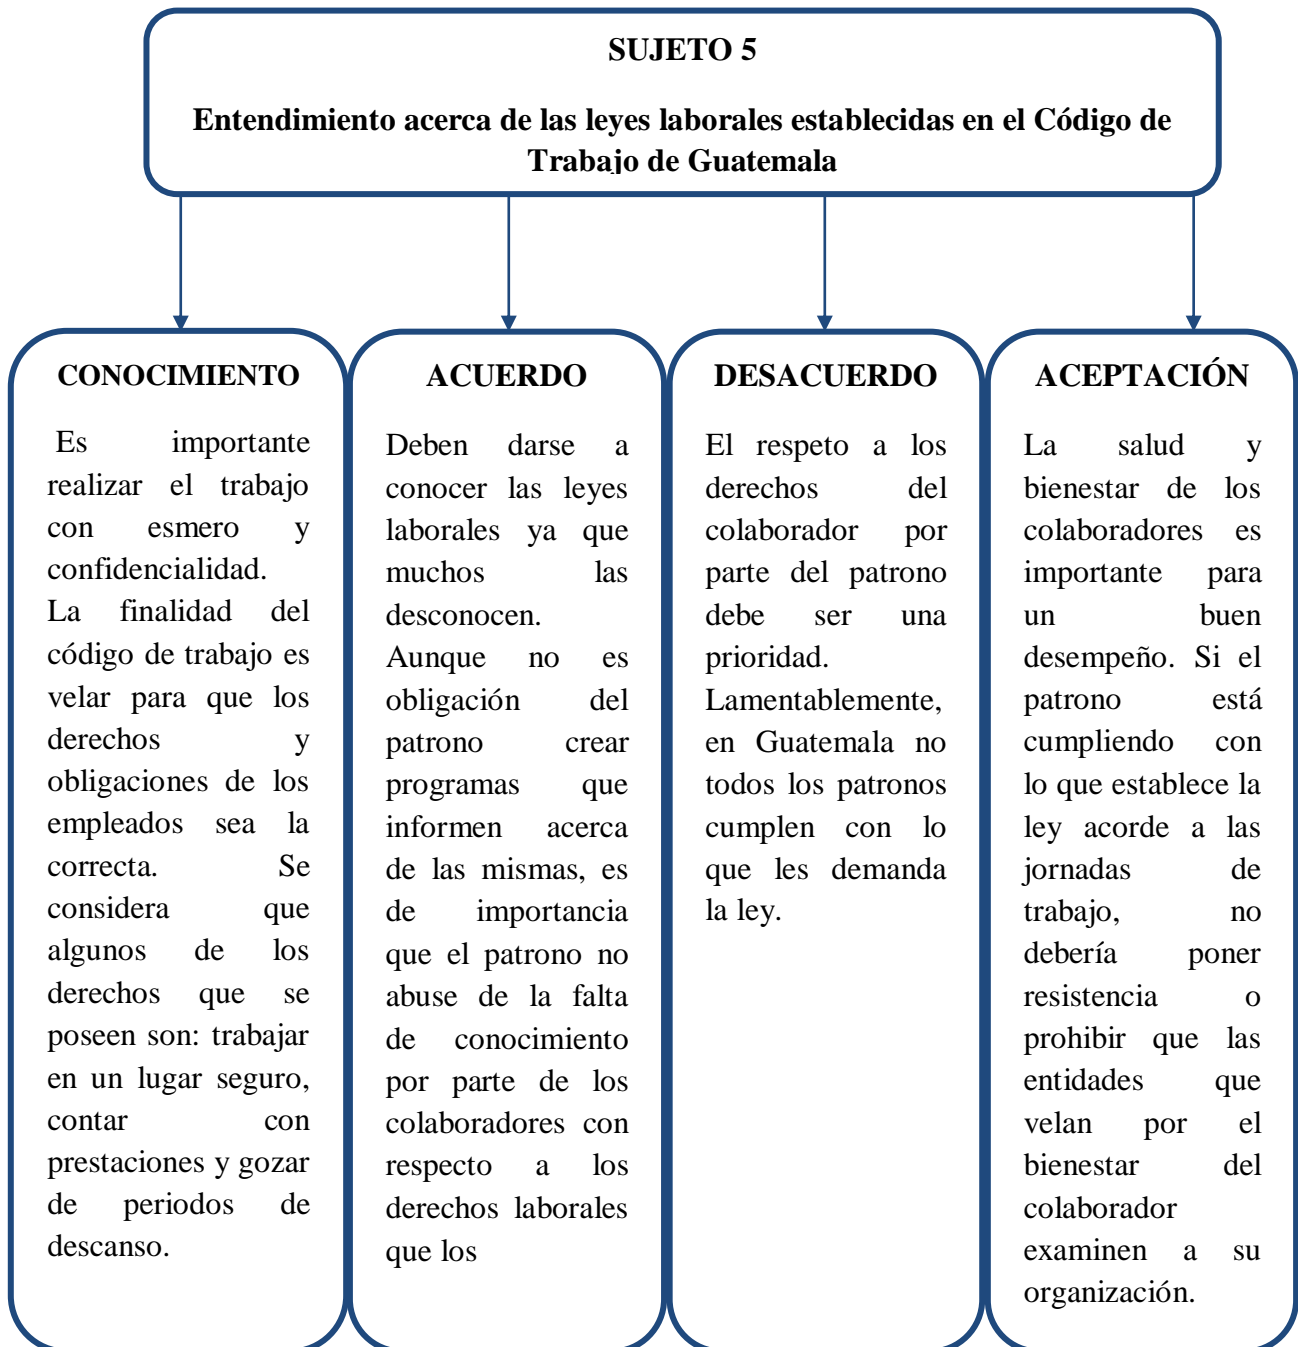 SUJETO 5
Entendimiento acerca de las leyes laborales establecidas en el Código de
Trabajo de Guatemala
CONOCIMIENTO
Es importante
realizar el trabajo
con esmero y
confidencialidad.
La finalidad del
código de trabajo es
velar para que los
derechos y
obligaciones de los
empleados sea la
correcta. Se
considera que
algunos de los
derechos que se
poseen son: trabajar
en un lugar seguro,
contar con
prestaciones y gozar
de periodos de
descanso.
ACUERDO
Deben darse a
conocer las leyes
laborales ya que
muchos las
desconocen.
Aunque no es
obligación del
patrono crear
programas que
informen acerca
de las mismas, es
de importancia
que el patrono no
abuse de la falta
de conocimiento
por parte de los
colaboradores con
respecto a los
derechos laborales
que los
DESACUERDO
El respeto a los
derechos del
colaborador por
parte del patrono
debe ser una
prioridad.
Lamentablemente,
en Guatemala no
todos los patronos
cumplen con lo
que les demanda
la ley.
ACEPTACIÓN
La salud y
bienestar de los
colaboradores es
importante para
un buen
desempeño. Si el
patrono está
cumpliendo con
lo que establece la
ley acorde a las
jornadas de
trabajo, no
debería poner
resistencia o
prohibir que las
entidades que
velan por el
bienestar del
colaborador
examinen a su
organización.